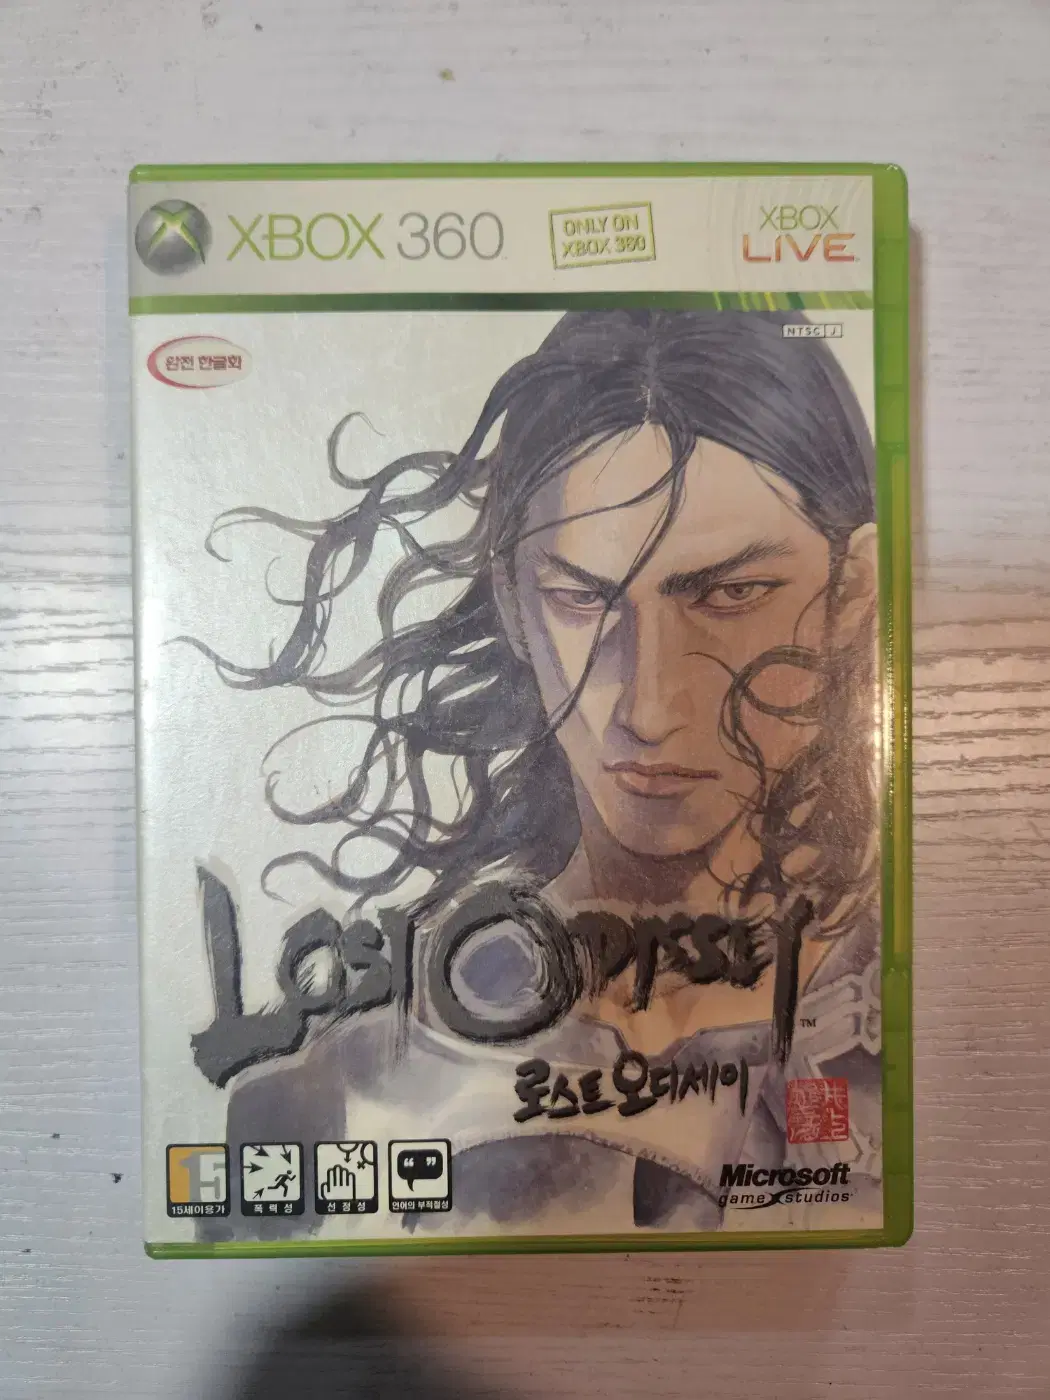 XBOX 360
ONLY ON
XBOX 360
XBOX
LIVE
NTSC J
완전 한글화
LOST ODYSSEY TM
로스트 오디세이
15
15세이용가
폭력성
선정성
언어의 부적절성
Microsoft
game studios